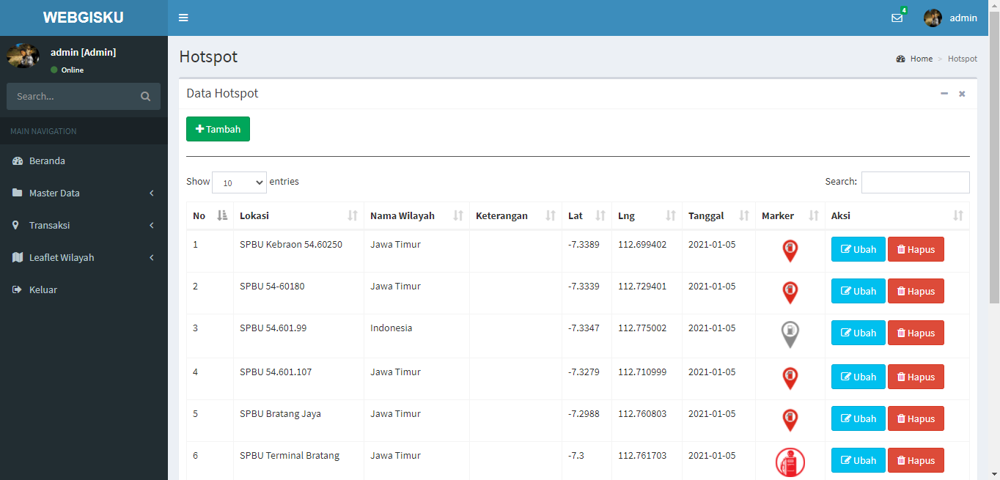 WEBGISKU
4
admin
admin [Admin]
Online
Search...
MAIN NAVIGATION
Beranda
Master Data
Transaksi
Leaflet Wilayah
Keluar
Hotspot
Home > Hotspot
Data Hotspot
Tambah
Show 10 entries
Search:
No Lokasi Nama Wilayah Keterangan Lat Lng Tanggal Marker Aksi
1 SPBU Kebraon 54.60250 Jawa Timur -7.3389 112.699402 2021-01-05 Ubah Hapus
2 SPBU 54-60180 Jawa Timur -7.3339 112.729401 2021-01-05 Ubah Hapus
3 SPBU 54.601.99 Indonesia -7.3347 112.775002 2021-01-05 Ubah Hapus
4 SPBU 54.601.107 Jawa Timur -7.3279 112.710999 2021-01-05 Ubah Hapus
5 SPBU Bratang Jaya Jawa Timur -7.2988 112.760803 2021-01-05 Ubah Hapus
6 SPBU Terminal Bratang Jawa Timur -7.3 112.761703 2021-01-05 Ubah Hapus